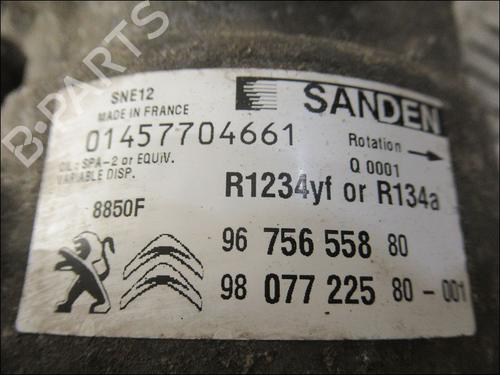 B-PARTS
SNE12
MADE IN FRANCE
SANDEN
01457704661
Rotation
OIL: SPA-2 or EQUIV.
VARIABLE DISP.
Q 0001
8850F
R1234yf or R134a
96 756 558 80
98 077 225 80-001